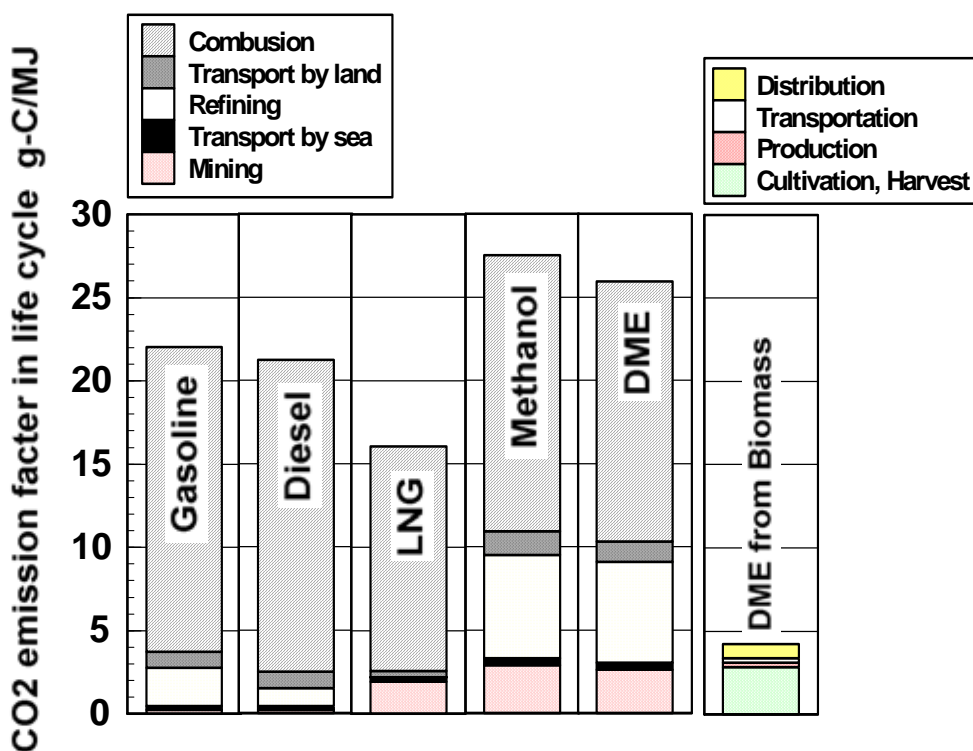 CO2 emission facter in life cycle g-C/MJ
Combusion
Transport by land
Refining
Transport by sea
Mining
Distribution
Transportation
Production
Cultivation, Harvest
30
25
20
15
10
5
0
Gasoline
Diesel
LNG
Methanol
DME
DME from Biomass